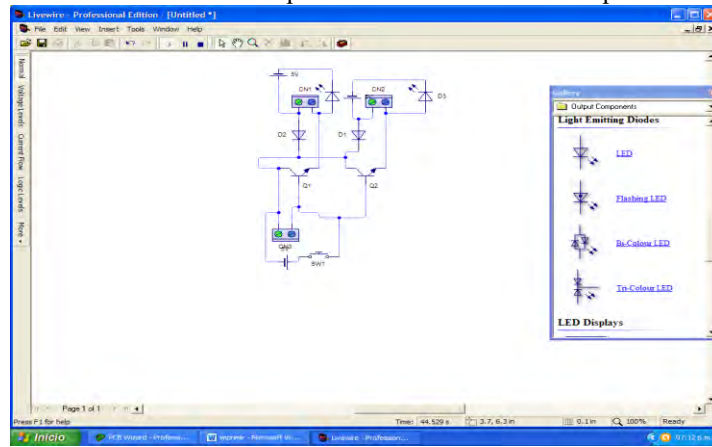 Livewire - Professional Edition - [Untitled *]
File Edit View Insert Tools Window Help
Normal
Voltage Levels
Current Flow
Logic Levels
More
5V
CN1
CN2
D3
D2
D1
Q1
Q2
SW1
Gallery
Output Components
Light Emitting Diodes
LED
Flashing LED
Bi-Colour LED
Tri-Colour LED
LED Displays
Page 1 of 1
Press F1 for help
Time: 44.529 s
3.7, 6.3 in
0.1 in
100%
Ready
Inicio
PCB Wizard - Profess...
imprimir - Microsoft W...
Livewire - Profession...